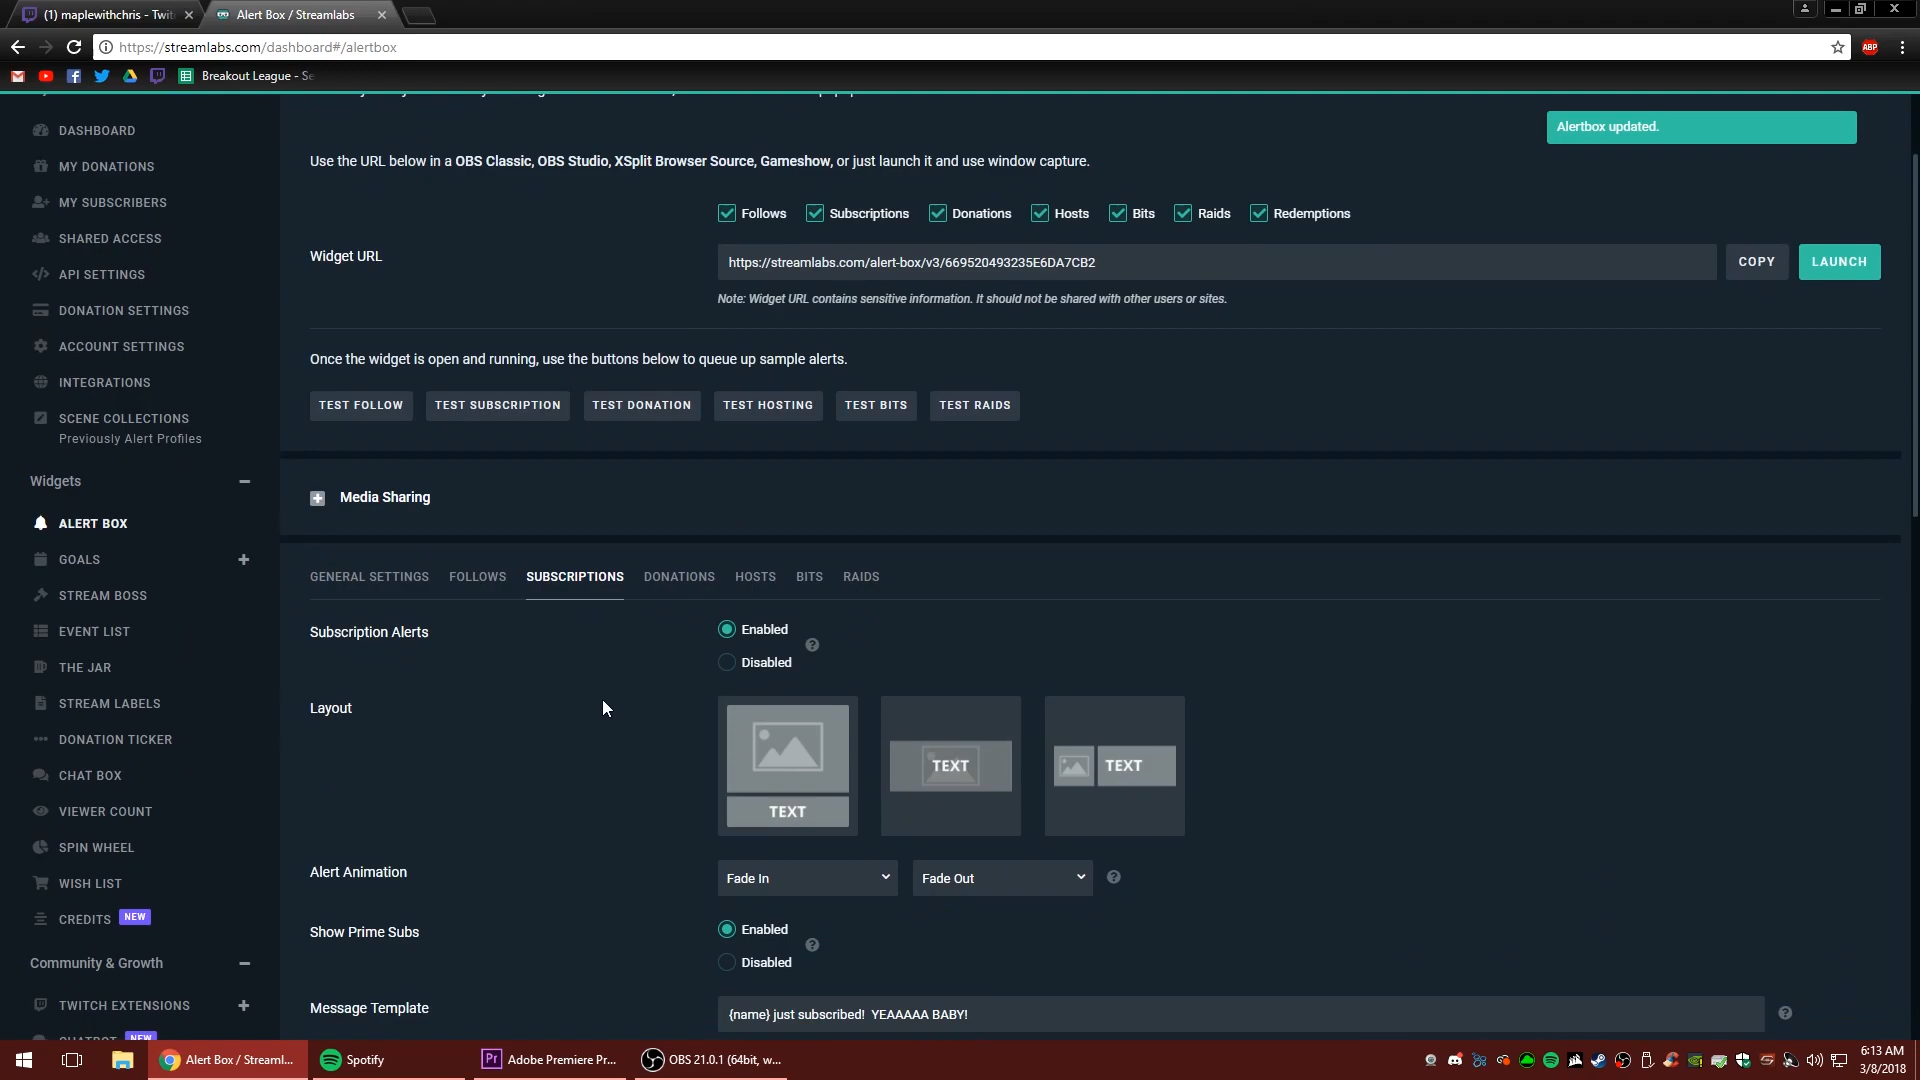 (1) maplewithchris - Twit
Alert Box / Streamlabs
https://streamlabs.com/dashboard#/alertbox
ABP
Breakout League - Se
DASHBOARD
MY DONATIONS
MY SUBSCRIBERS
SHARED ACCESS
API SETTINGS
DONATION SETTINGS
ACCOUNT SETTINGS
INTEGRATIONS
SCENE COLLECTIONS
Previously Alert Profiles
Widgets
ALERT BOX
GOALS
STREAM BOSS
EVENT LIST
THE JAR
STREAM LABELS
DONATION TICKER
CHAT BOX
VIEWER COUNT
SPIN WHEEL
WISH LIST
CREDITS NEW
Community & Growth
TWITCH EXTENSIONS
CHATBOT NEW
Alertbox updated.
Use the URL below in a OBS Classic, OBS Studio, XSplit Browser Source, Gameshow, or just launch it and use window capture.
Follows Subscriptions Donations Hosts Bits Raids Redemptions
Widget URL
https://streamlabs.com/alert-box/v3/669520493235E6DA7CB2
COPY
LAUNCH
Note: Widget URL contains sensitive information. It should not be shared with other users or sites.
Once the widget is open and running, use the buttons below to queue up sample alerts.
TEST FOLLOW TEST SUBSCRIPTION TEST DONATION TEST HOSTING TEST BITS TEST RAIDS
Media Sharing
GENERAL SETTINGS FOLLOWS SUBSCRIPTIONS DONATIONS HOSTS BITS RAIDS
Subscription Alerts
Enabled
Disabled
Layout
TEXT
TEXT
TEXT
Alert Animation
Fade In
Fade Out
Show Prime Subs
Enabled
Disabled
Message Template
{name} just subscribed! YEAAAAA BABY!
Alert Box / Streaml...
Spotify
Pr
Adobe Premiere Pr...
OBS 21.0.1 (64bit, w...
6:13 AM
3/8/2018